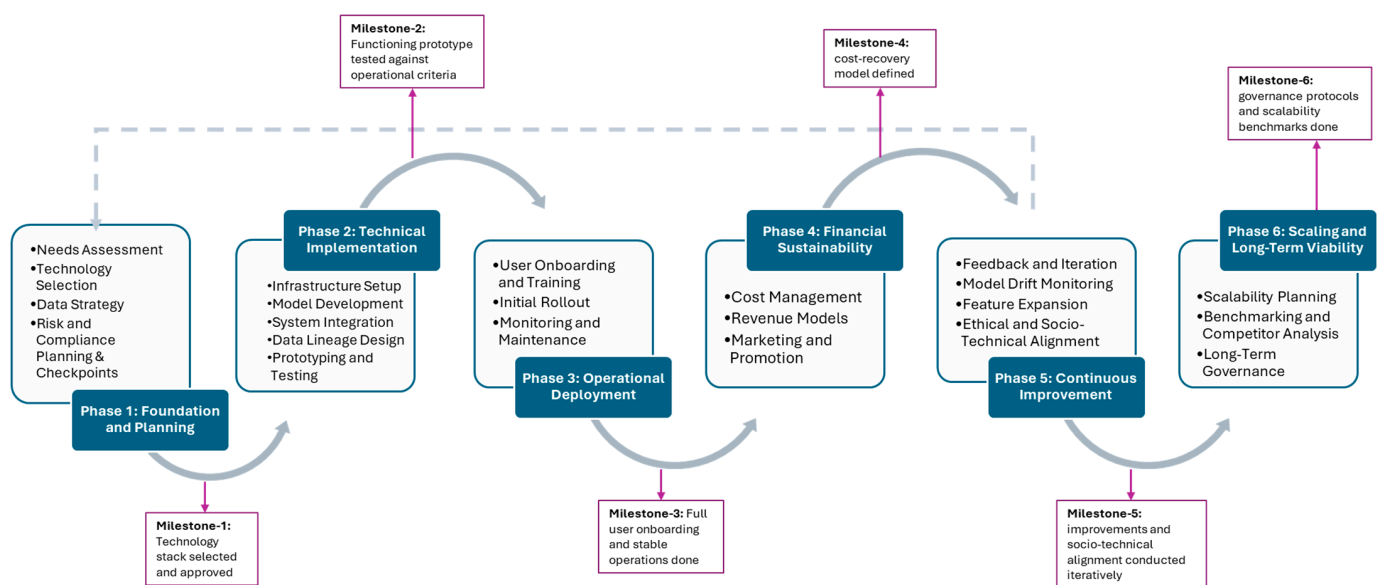 Milestone-2:
Functioning prototype
tested against
operational criteria
Milestone-4:
cost-recovery
model defined
Milestone-6:
governance protocols
and scalability
benchmarks done
•Needs Assessment
•Technology
Selection
•Data Strategy
•Risk and
Compliance
Planning &
Checkpoints
Phase 1: Foundation
and Planning
Phase 2: Technical
Implementation
•Infrastructure Setup
•Model Development
•System Integration
•Data Lineage Design
•Prototyping and
Testing
•User Onboarding
and Training
•Initial Rollout
•Monitoring and
Maintenance
Phase 3: Operational
Deployment
Phase 4: Financial
Sustainability
•Cost Management
•Revenue Models
•Marketing and
Promotion
•Feedback and Iteration
•Model Drift Monitoring
•Feature Expansion
•Ethical and Socio-
Technical Alignment
Phase 5: Continuous
Improvement
Phase 6: Scaling and
Long-Term Viability
•Scalability Planning
•Benchmarking and
Competitor Analysis
•Long-Term
Governance
Milestone-1:
Technology
stack selected
and approved
Milestone-3: Full
user onboarding
and stable
operations done
Milestone-5:
improvements and
socio-technical
alignment conducted
iteratively